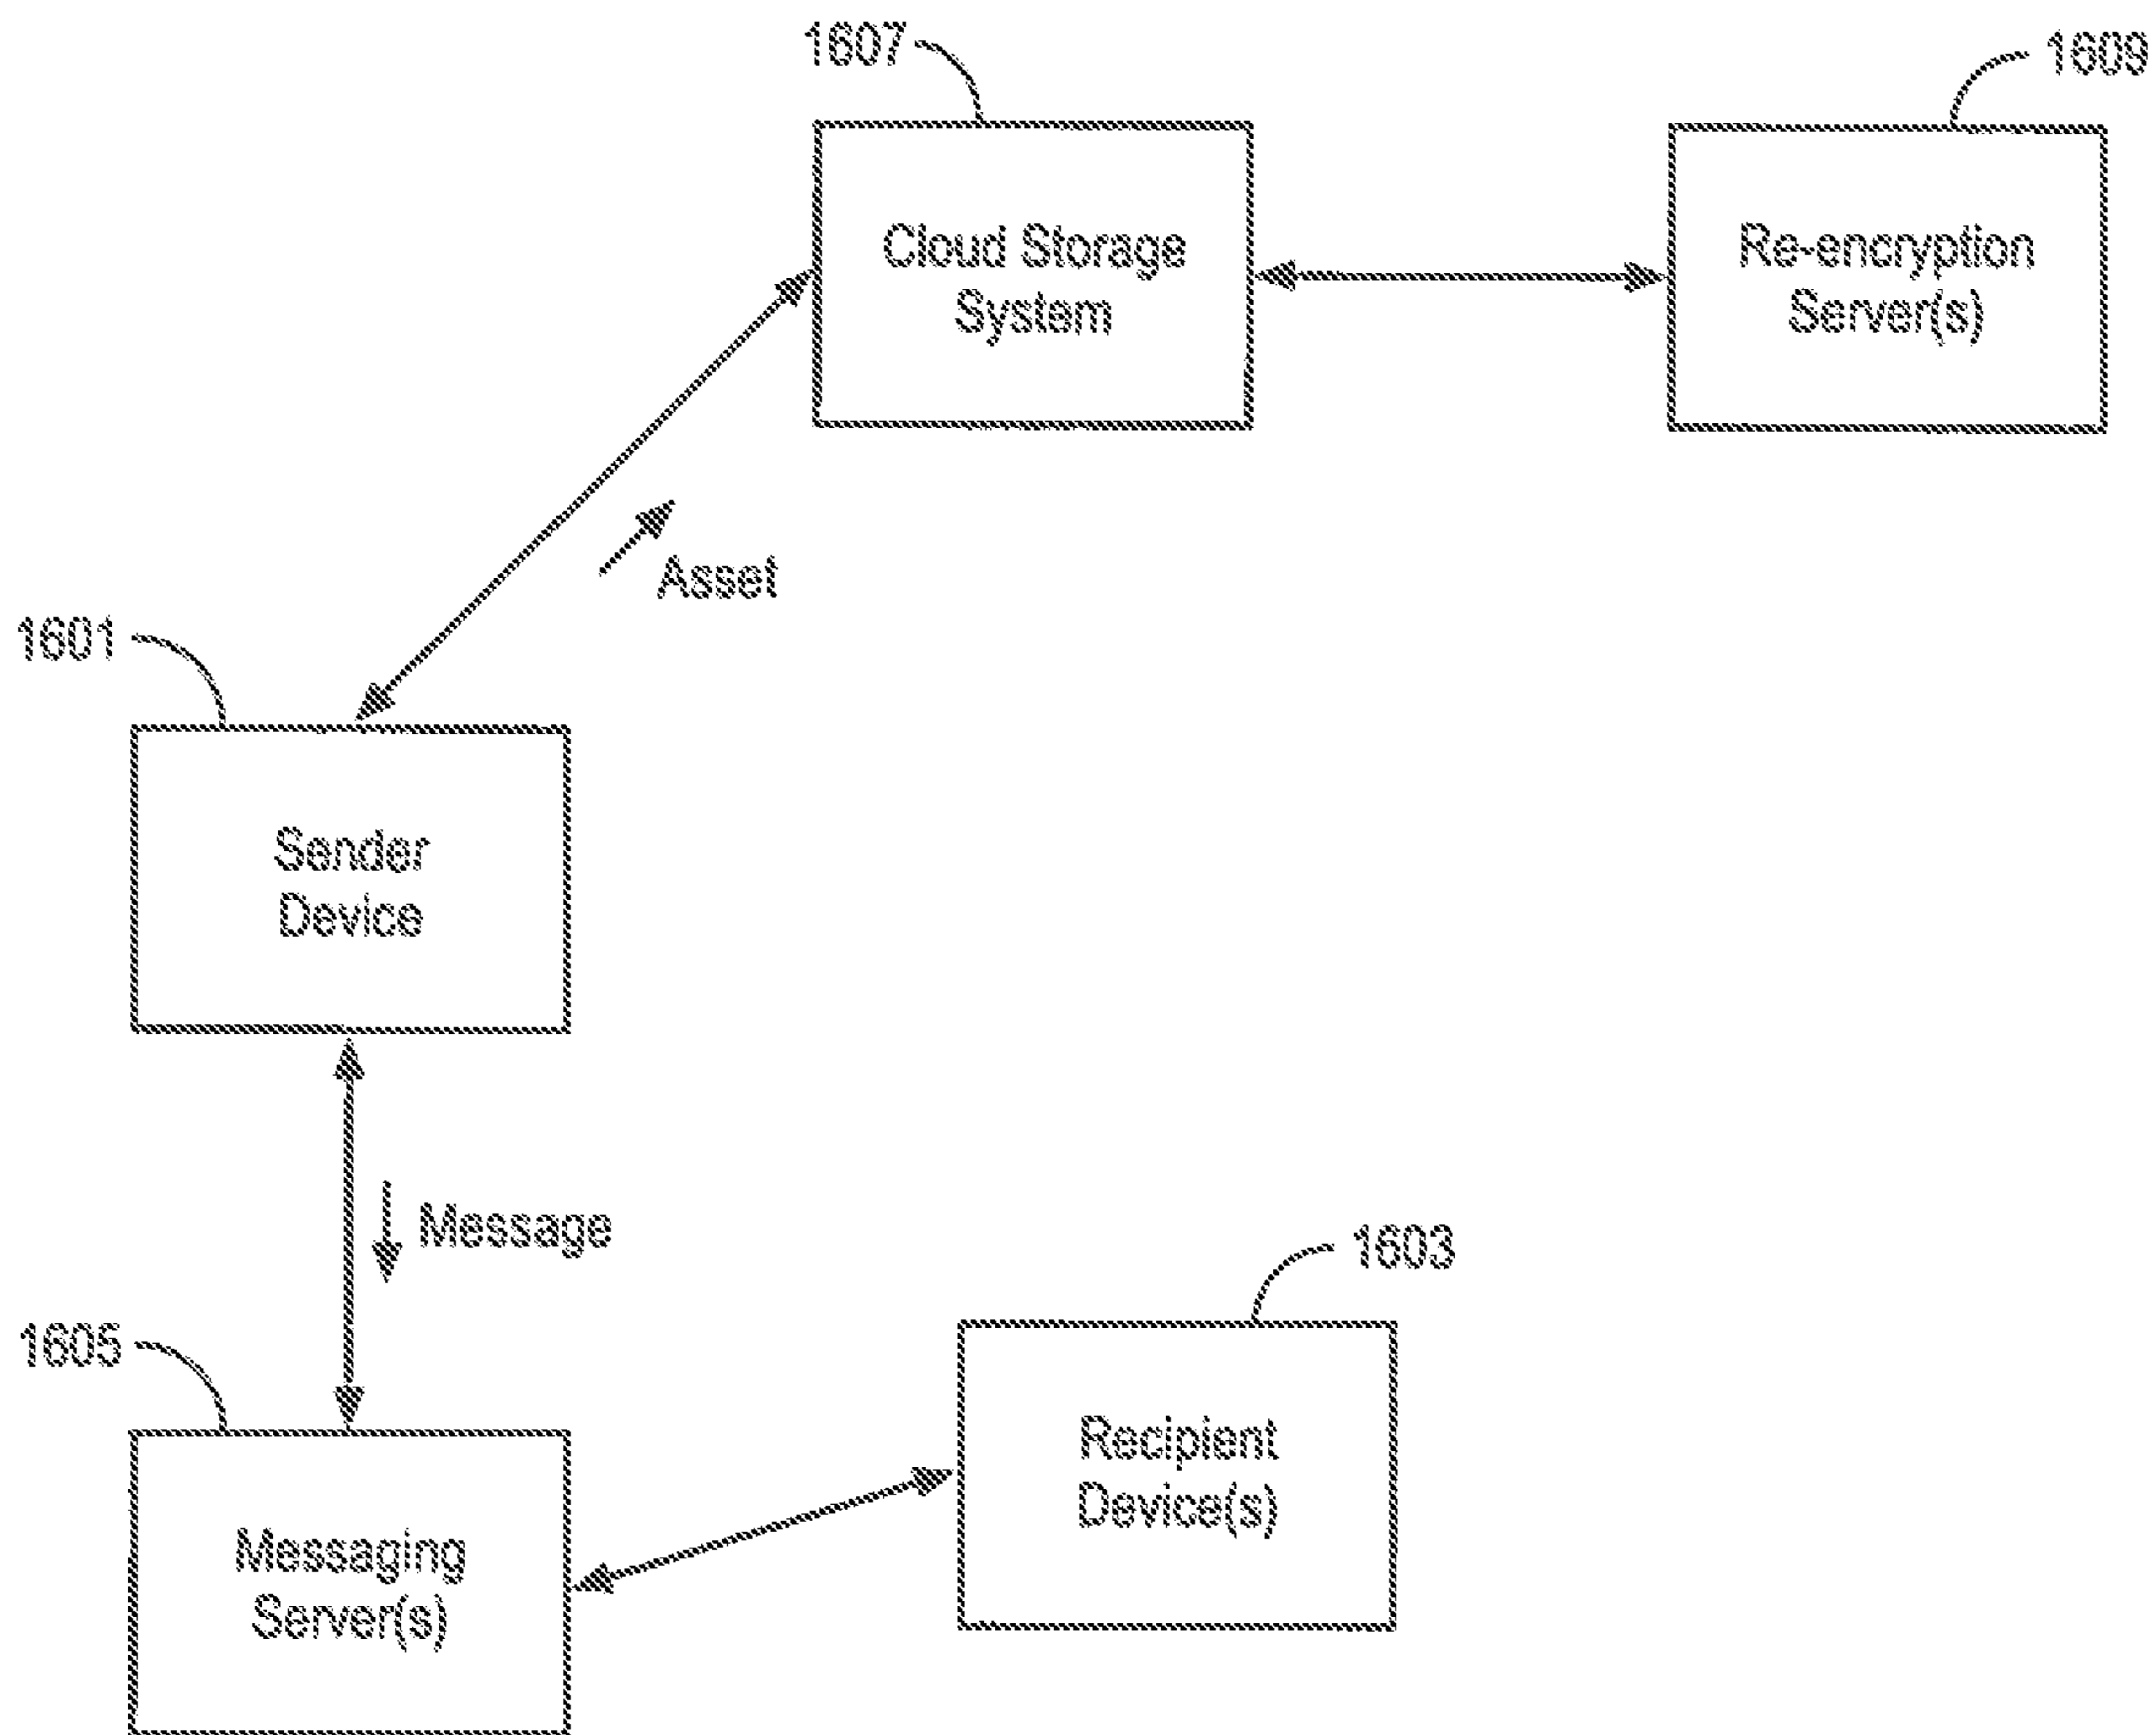 1607
1609
Cloud Storage
System
Re-encryption
Server(s)
Asset
1601
Sender
Device
Message
1603
1605
Recipient
Device(s)
Messaging
Server(s)